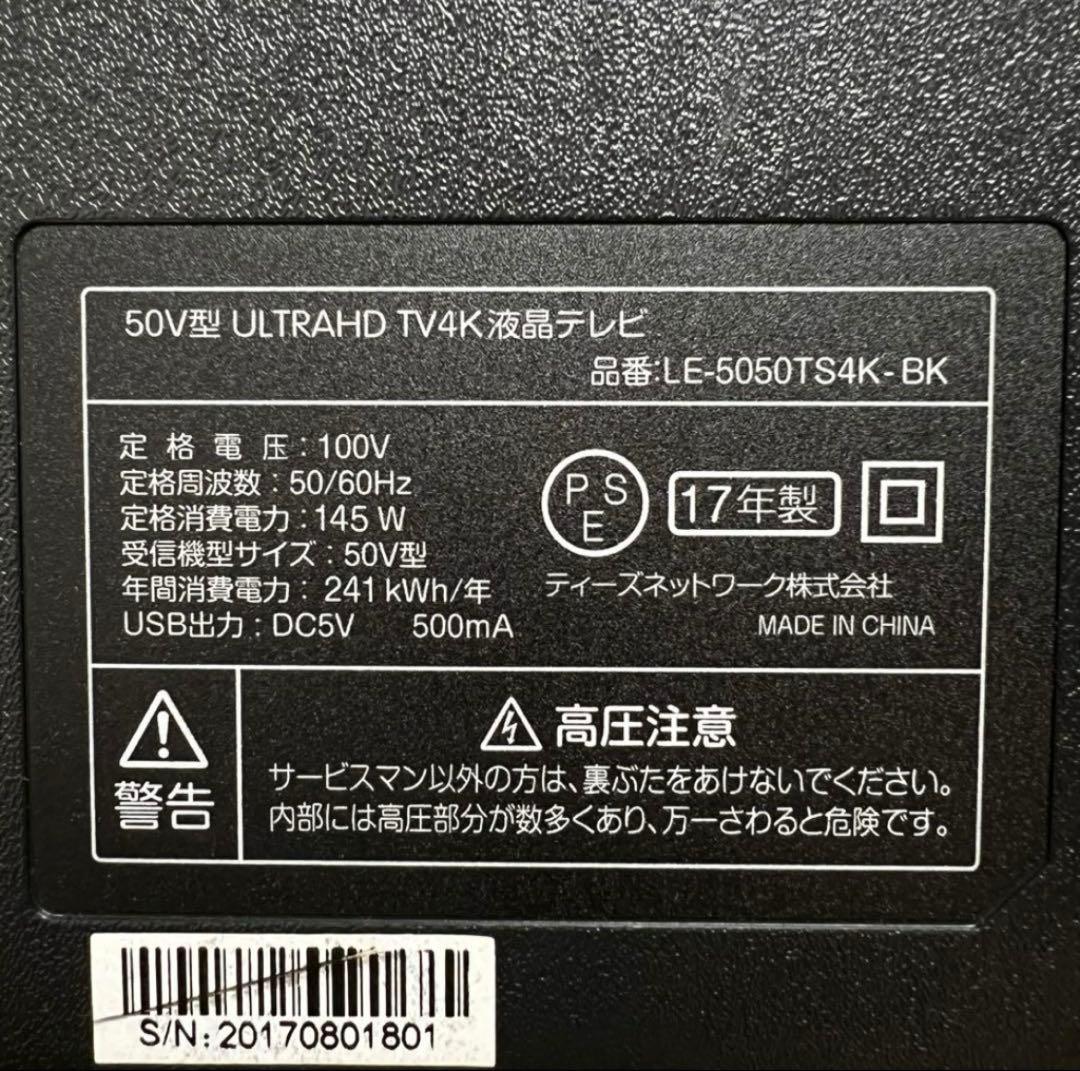 50V型 ULTRAHD TV4K液晶テレビ
品番:LE-5050TS4K-BK
定格電圧:100V
定格周波数:50/60Hz
定格消費電力:145W
受信機型サイズ:50V型
年間消費電力:241kWh/年
USB出力:DC5V 500mA
PSE
17年製
ティーズネットワーク株式会社
MADE IN CHINA
警告
高圧注意
サービスマン以外の方は、裏ぶたをあけないでください。
内部には高圧部分が数多くあり、万一さわると危険です。
S/N:20170801801